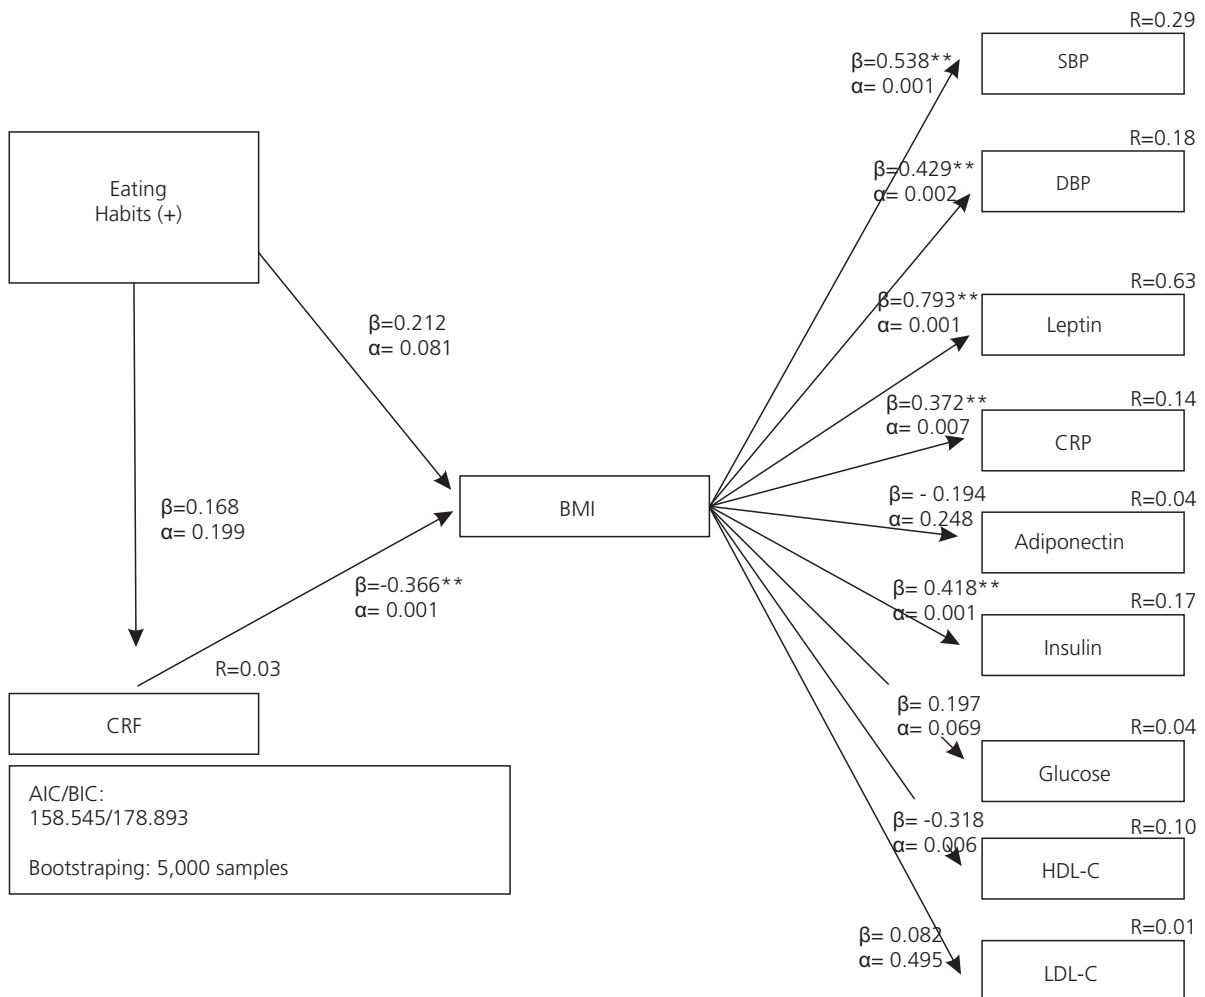 R=0.29
β=0.538**
α= 0.001
SBP
R=0.18
β=0.429**
α= 0.002
DBP
Eating
Habits (+)
R=0.63
β=0.793**
α= 0.001
Leptin
β=0.212
α= 0.081
R=0.14
β=0.372**
α= 0.007
CRP
β= - 0.194
α= 0.248
R=0.04
Adiponectin
BMI
β=0.168
α= 0.199
β=-0.366**
α= 0.001
β= 0.418**
α= 0.001
R=0.17
Insulin
R=0.03
CRF
β= 0.197
α= 0.069
R=0.04
Glucose
AIC/BIC:
158.545/178.893
Bootstraping: 5,000 samples
β= -0.318
α= 0.006
R=0.10
HDL-C
β= 0.082
α= 0.495
R=0.01
LDL-C